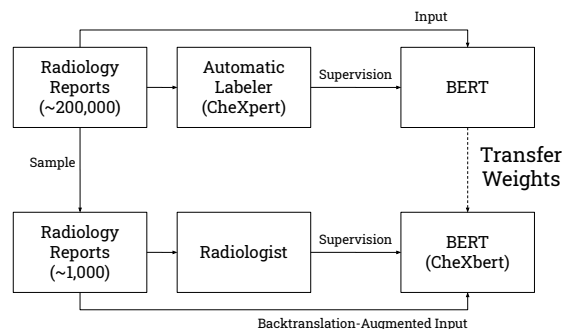 Input
Radiology
Reports
(~200,000)
Automatic
Labeler
(CheXpert)
Supervision
BERT
Sample
Transfer
Weights
Radiology
Reports
(~1,000)
Radiologist
Supervision
BERT
(CheXbert)
Backtranslation-Augmented Input